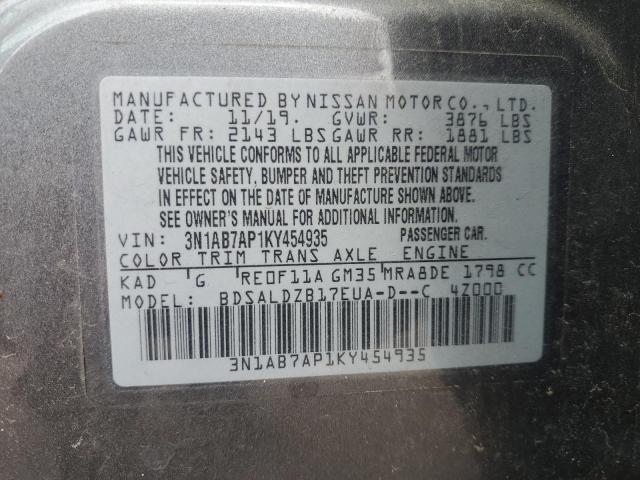 MANUFACTURED BY NISSAN MOTOR CO., LTD.
DATE: 11/19. GVWR: 3876 LBS
GAWR FR: 2143 LBS GAWR RR: 1881 LBS
THIS VEHICLE CONFORMS TO ALL APPLICABLE FEDERAL MOTOR
VEHICLE SAFETY, BUMPER AND THEFT PREVENTION STANDARDS
IN EFFECT ON THE DATE OF MANUFACTURE SHOWN ABOVE.
SEE OWNER'S MANUAL FOR ADDITIONAL INFORMATION.
VIN: 3N1AB7AP1KY454935 PASSENGER CAR.
COLOR TRIM TRANS AXLE ENGINE
KAD G RE0F11A GM35 MRA8DE 1798 CC
MODEL: BDSALDZB17EUA-D--C 4Z000
3N1AB7AP1KY454935